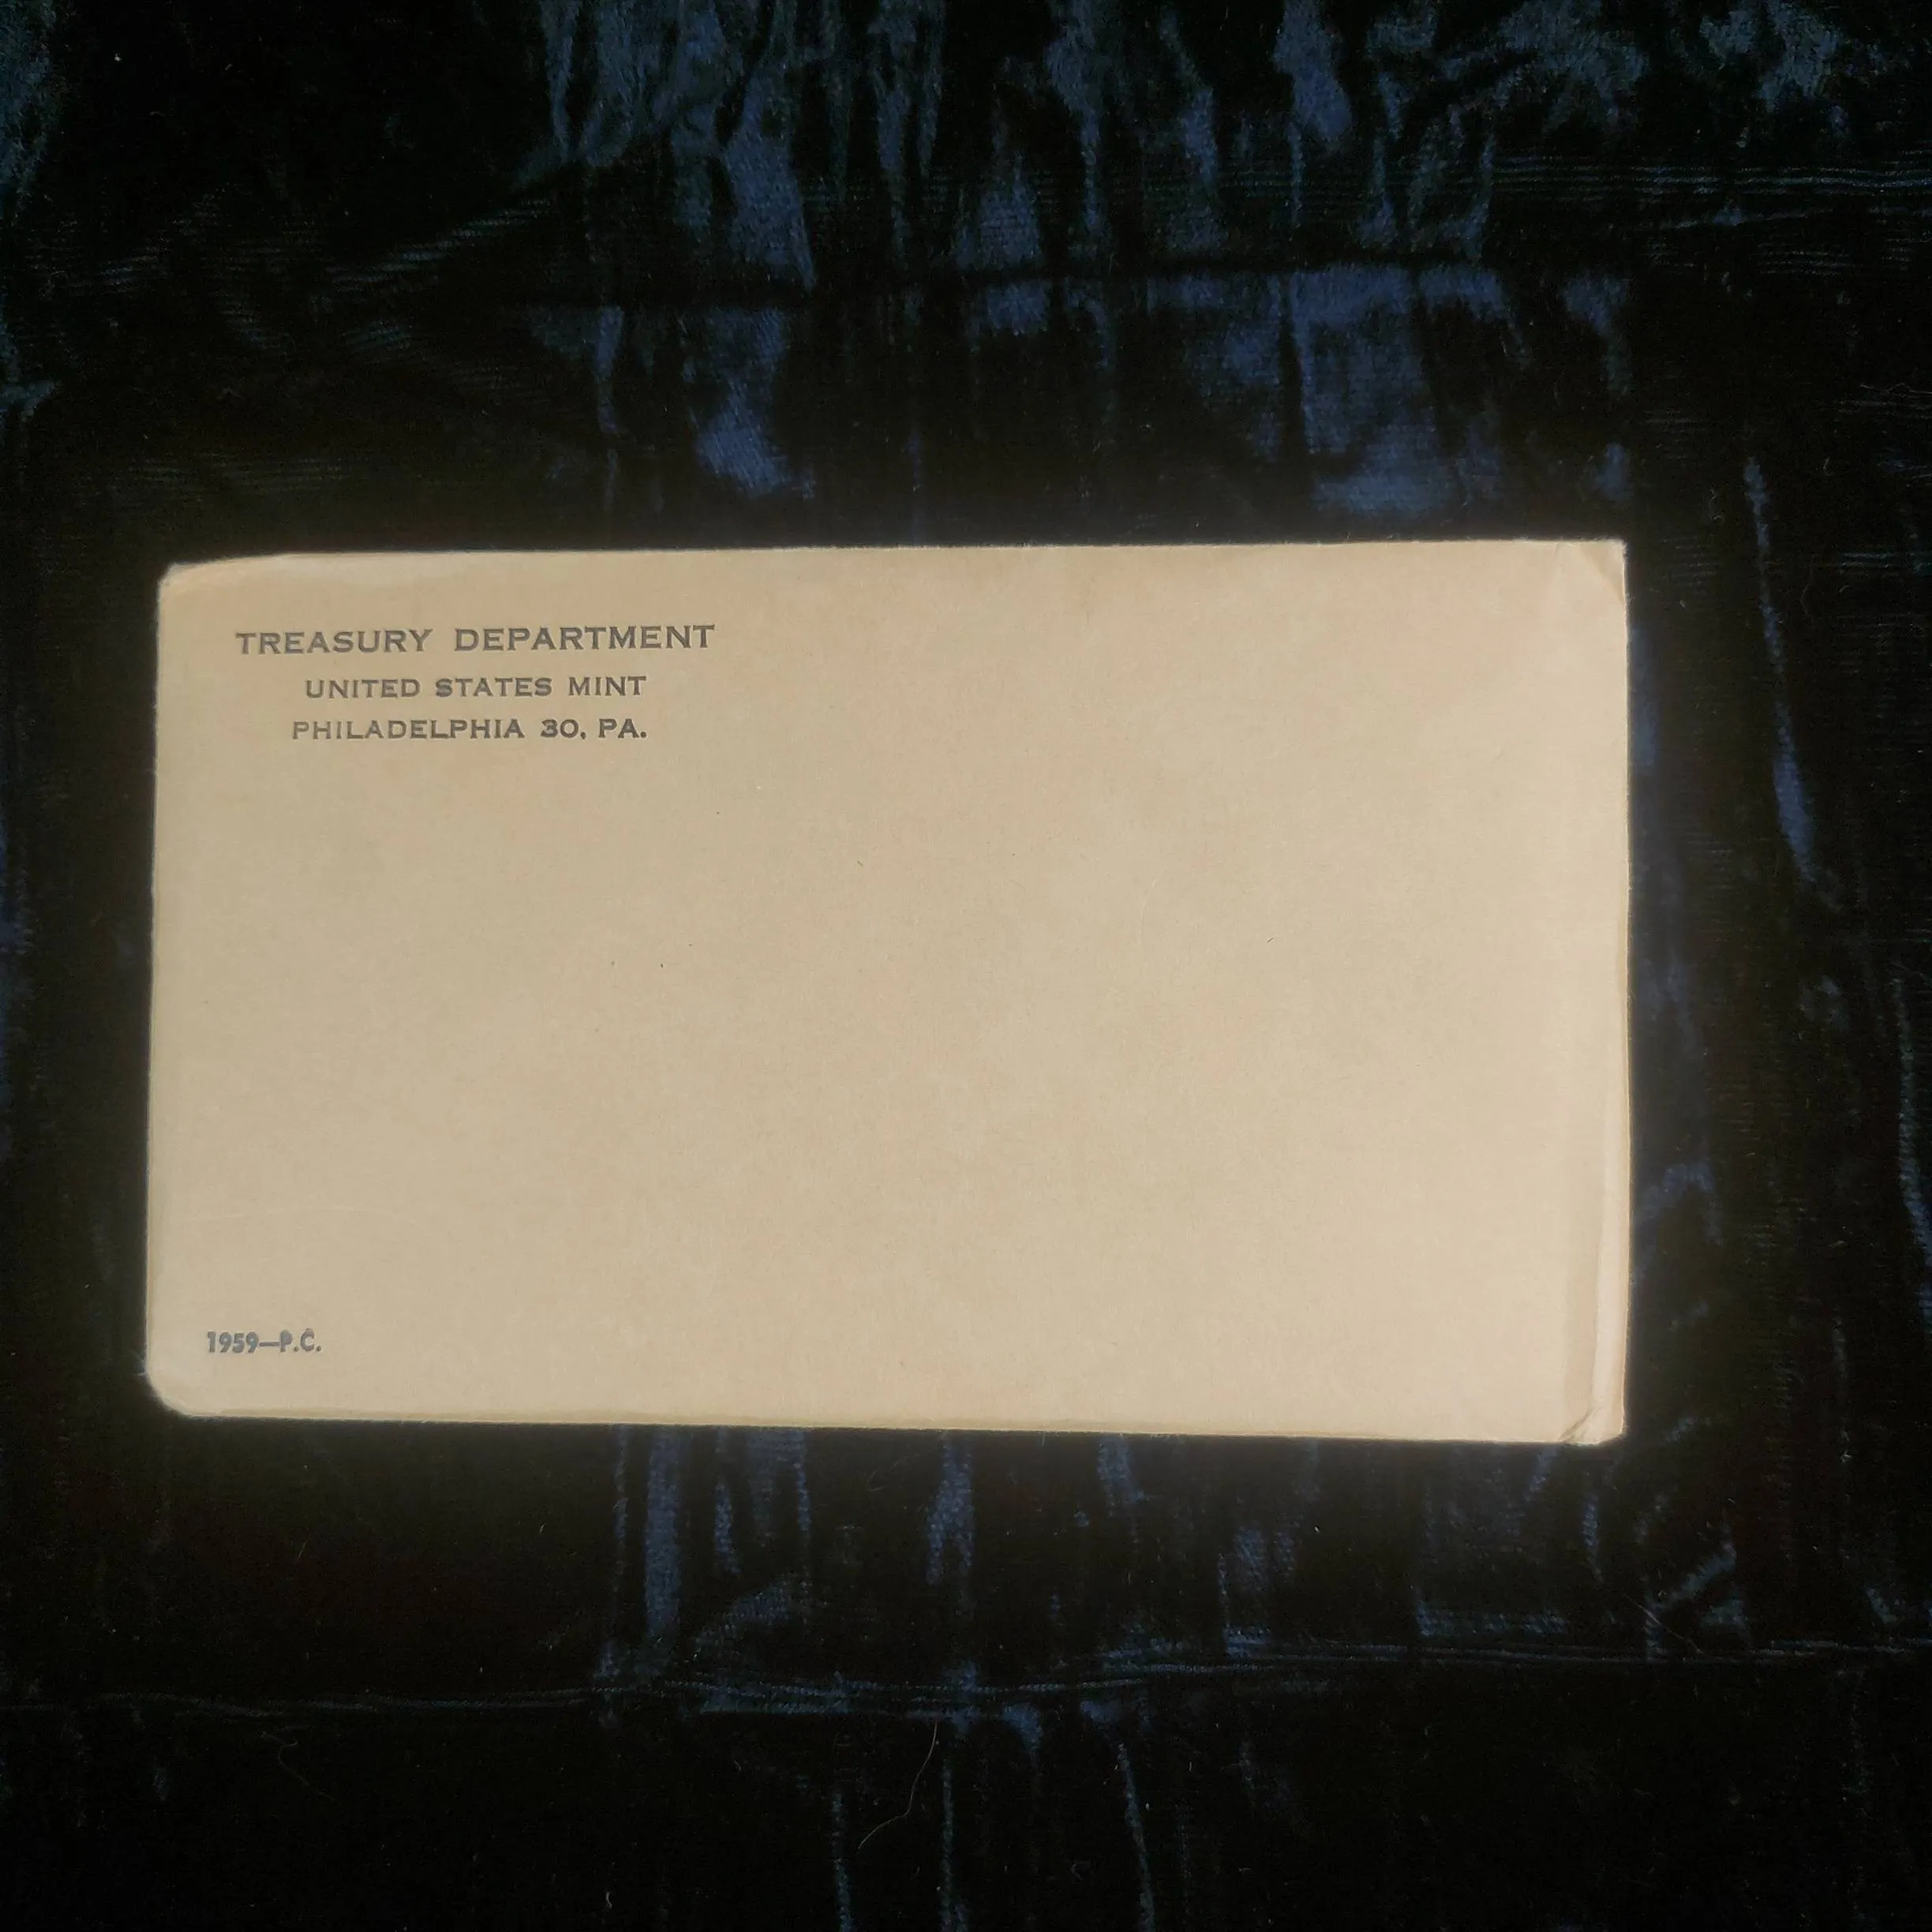 TREASURY DEPARTMENT
UNITED STATES MINT
PHILADELPHIA 30, PA.
1959—P.C.